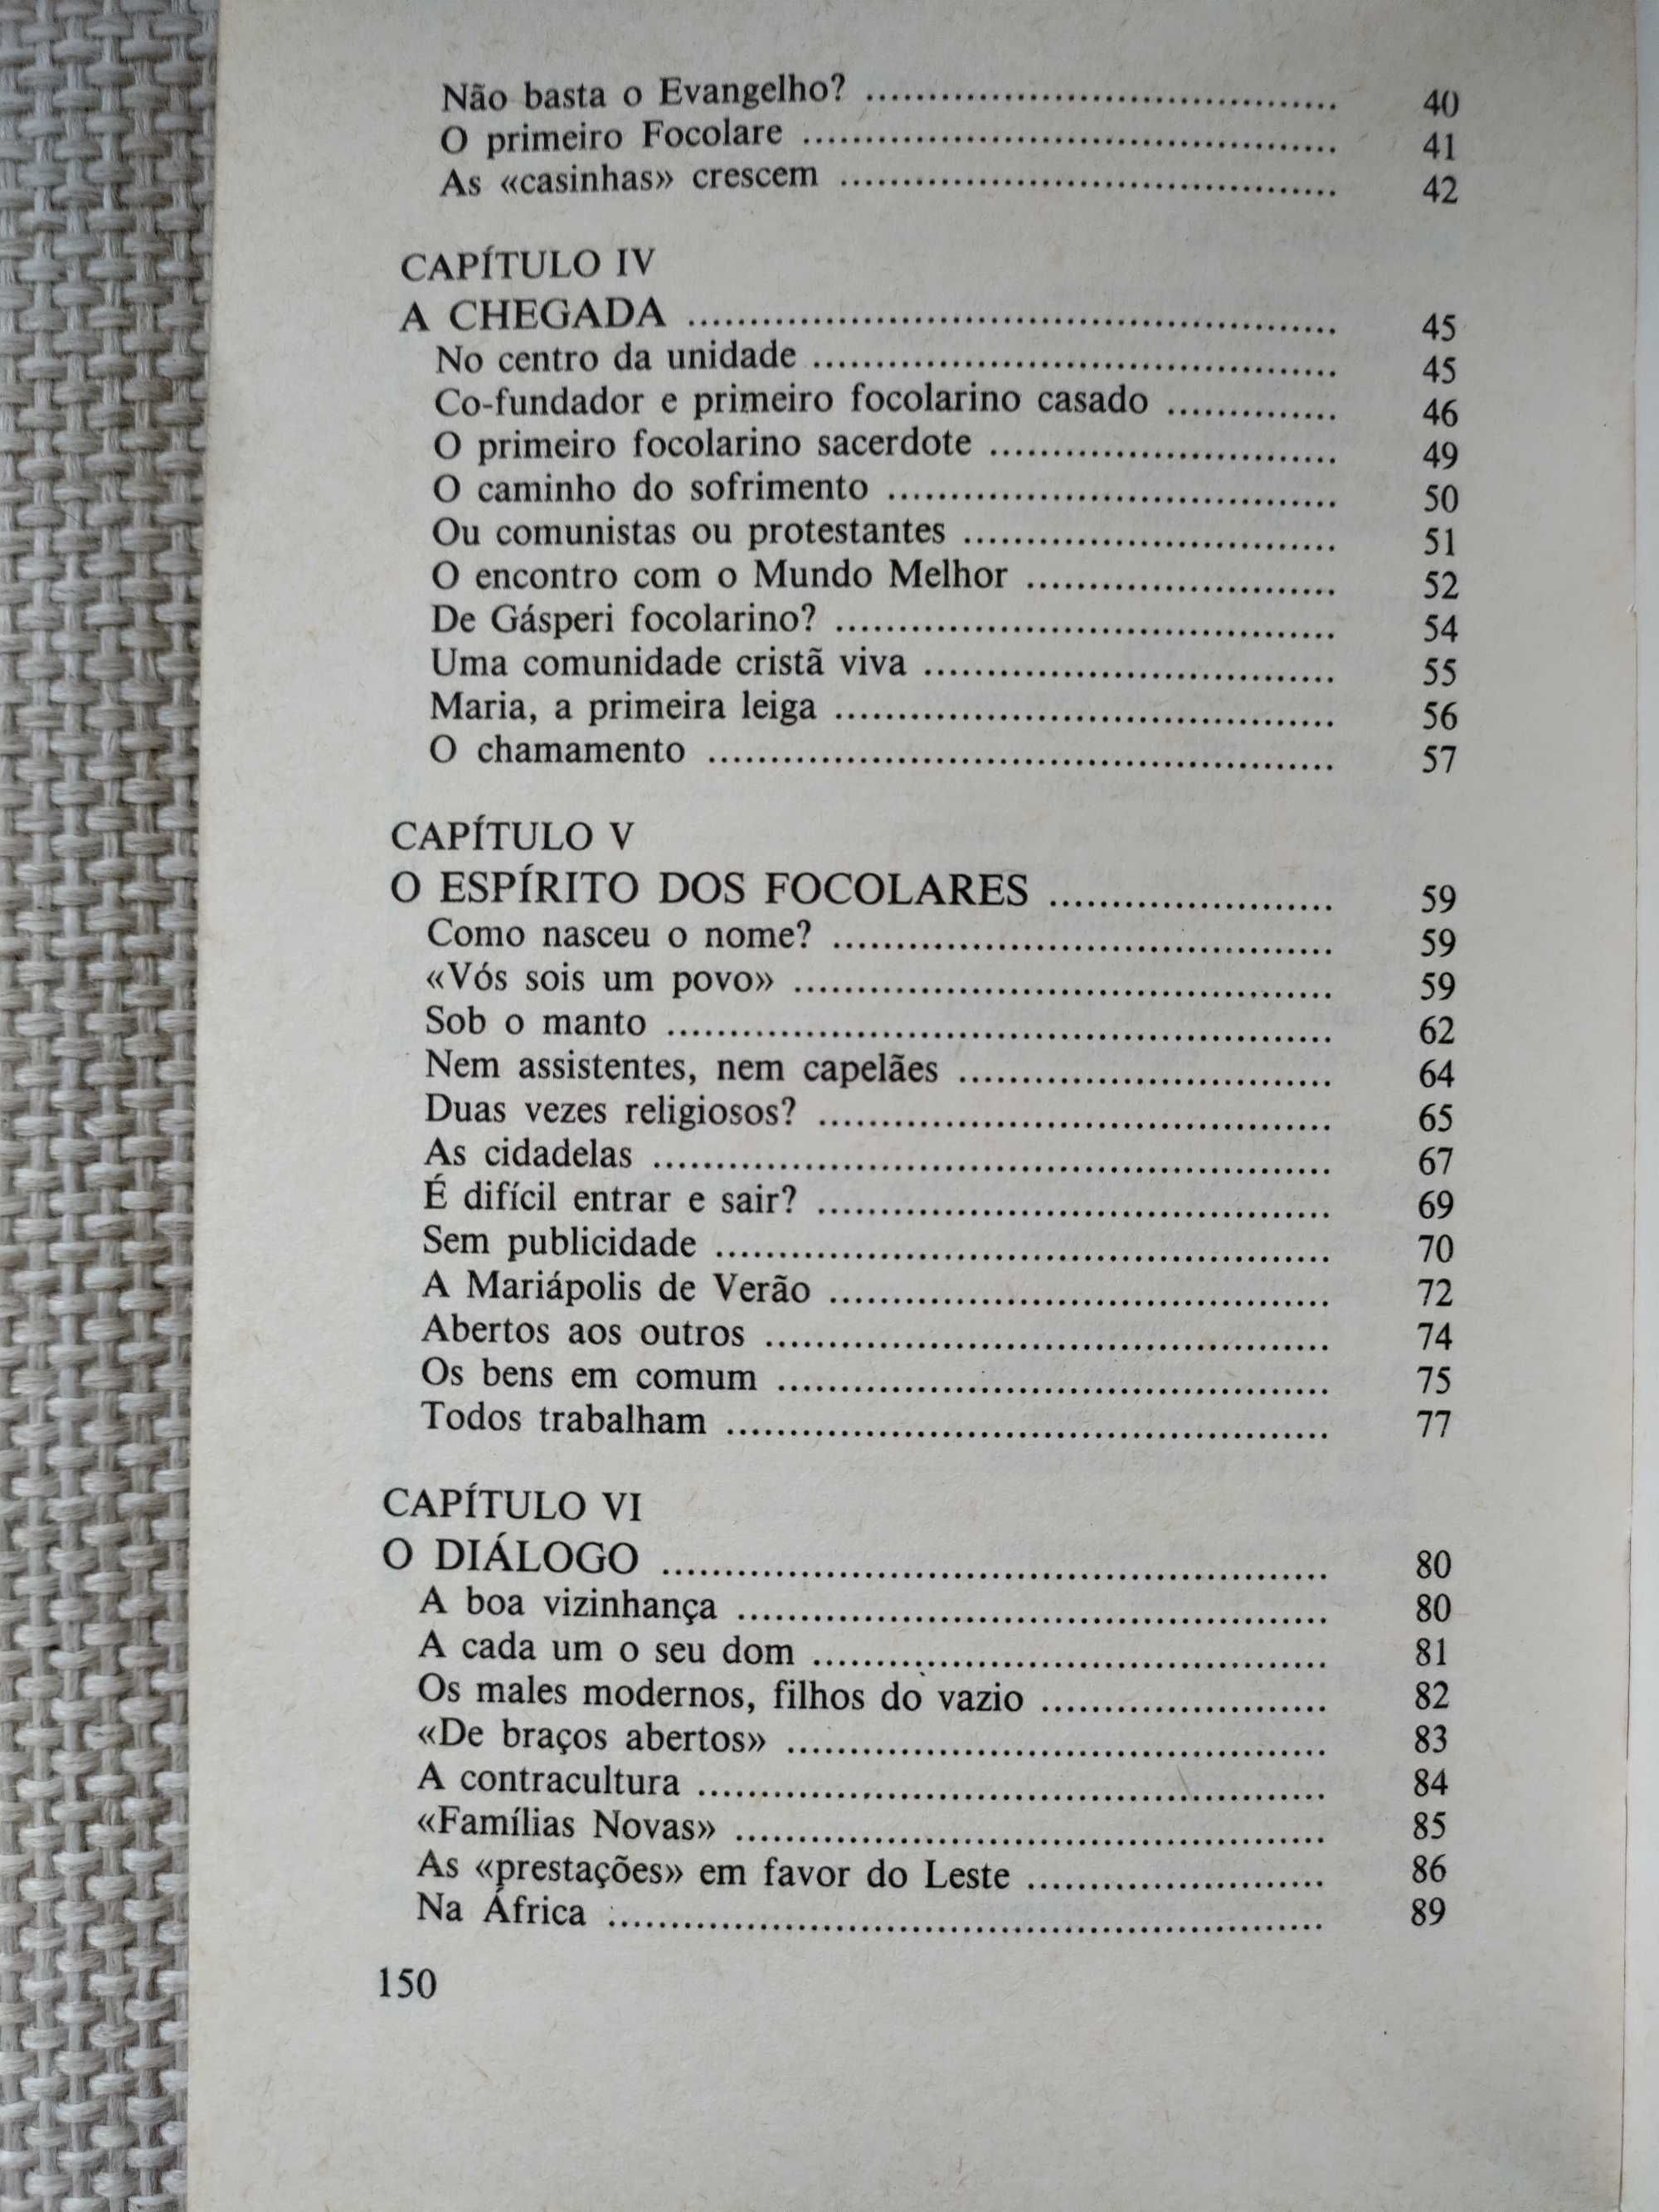 Não basta o Evangelho? ...................................... 40
O primeiro Focolare ........................................... 41
As «casinhas» crescem ........................................ 42
CAPÍTULO IV
A CHEGADA .................................................... 45
No centro da unidade .......................................... 45
Co-fundador e primeiro focolarino casado .............. 46
O primeiro focolarino sacerdote ............................ 49
O caminho do sofrimento .................................... 50
Ou comunistas ou protestantes .............................. 51
O encontro com o Mundo Melhor ......................... 52
De Gásperi focolarino? ........................................ 54
Uma comunidade cristã viva ................................. 55
Maria, a primeira leiga ........................................ 56
O chamamento .................................................. 57
CAPÍTULO V
O ESPÍRITO DOS FOCOLARES ....................... 59
Como nasceu o nome? ........................................ 59
«Vós sois um povo» ........................................... 59
Sob o manto ..................................................... 62
Nem assistentes, nem capelães .............................. 64
Duas vezes religiosos? ......................................... 65
As cidadelas ...................................................... 67
É difícil entrar e sair? ......................................... 69
Sem publicidade ................................................. 70
A Mariápolis de Verão ........................................ 72
Abertos aos outros ............................................. 74
Os bens em comum ............................................ 75
Todos trabalham ................................................ 77
CAPÍTULO VI
O DIÁLOGO ..................................................... 80
A boa vizinhança ............................................... 80
A cada um o seu dom ......................................... 81
Os males modernos, filhos do vazio ....................... 82
«De braços abertos» ........................................... 83
A contracultura .................................................. 84
«Famílias Novas» ............................................... 85
As «prestações» em favor do Leste ........................ 86
Na África ......................................................... 89
150